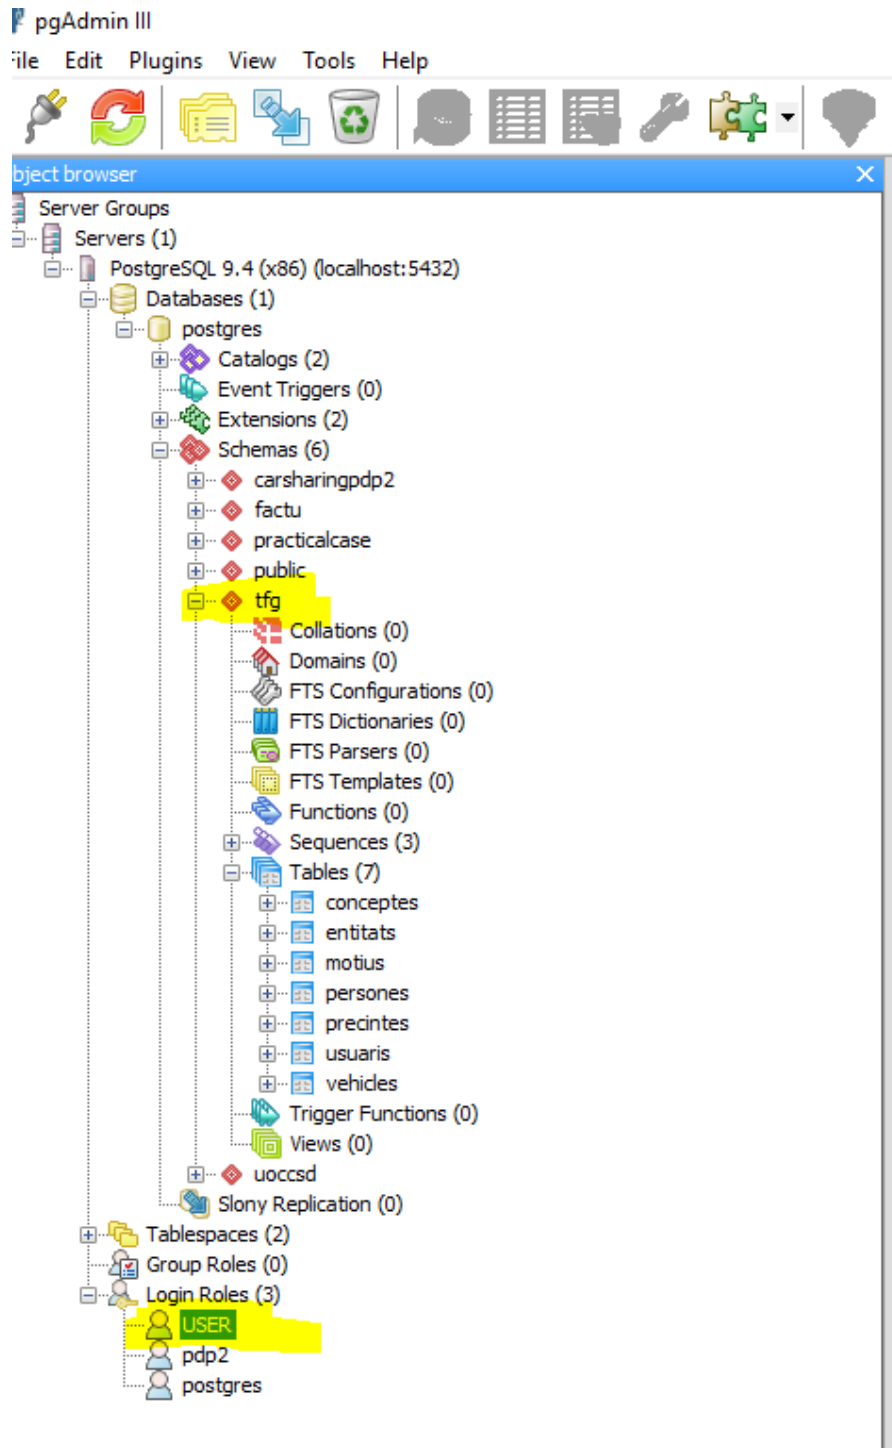 pgAdmin III
File Edit Plugins View Tools Help
bject browser
Server Groups
Servers (1)
PostgreSQL 9.4 (x86) (localhost:5432)
Databases (1)
postgres
Catalogs (2)
Event Triggers (0)
Extensions (2)
Schemas (6)
carsharingpdp2
factu
practicalcase
public
tfg
Collations (0)
Domains (0)
FTS Configurations (0)
FTS Dictionaries (0)
FTS Parsers (0)
FTS Templates (0)
Functions (0)
Sequences (3)
Tables (7)
conceptes
entitats
motius
persones
precintes
usuaris
vehicles
Trigger Functions (0)
Views (0)
uoccsd
Slony Replication (0)
Tablespaces (2)
Group Roles (0)
Login Roles (3)
USER
pdp2
postgres